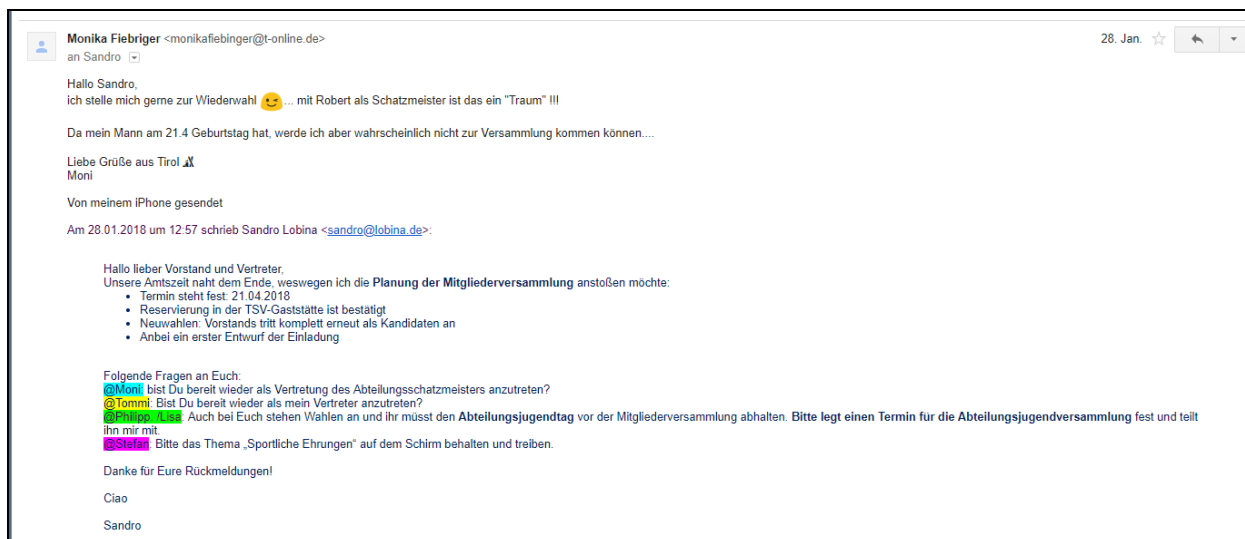 Monika Fiebriger <monikafiebinger@t-online.de>
28. Jan.
an Sandro
Hallo Sandro,
ich stelle mich gerne zur Wiederwahl 😉... mit Robert als Schatzmeister ist das ein "Traum" !!!
Da mein Mann am 21.4 Geburtstag hat, werde ich aber wahrscheinlich nicht zur Versammlung kommen können....
Liebe Grüße aus Tirol
Moni
Von meinem iPhone gesendet
Am 28.01.2018 um 12:57 schrieb Sandro Lobina <sandro@lobina.de>:
Hallo lieber Vorstand und Vertreter,
Unsere Amtszeit naht dem Ende, weswegen ich die Planung der Mitgliederversammlung anstoßen möchte:
• Termin steht fest: 21.04.2018
• Reservierung in der TSV-Gaststätte ist bestätigt
• Neuwahlen: Vorstands tritt komplett erneut als Kandidaten an
• Anbei ein erster Entwurf der Einladung
Folgende Fragen an Euch:
@Moni: bist Du bereit wieder als Vertretung des Abteilungsschatzmeisters anzutreten?
@Tommi: Bist Du bereit wieder als mein Vertreter anzutreten?
@Philipp. /Lisa: Auch bei Euch stehen Wahlen an und ihr müsst den Abteilungsjugendtag vor der Mitgliederversammlung abhalten. Bitte legt einen Termin für die Abteilungsjugendversammlung fest und teilt
ihn mir mit.
@Stefan: Bitte das Thema „Sportliche Ehrungen" auf dem Schirm behalten und treiben.
Danke für Eure Rückmeldungen!
Ciao
Sandro